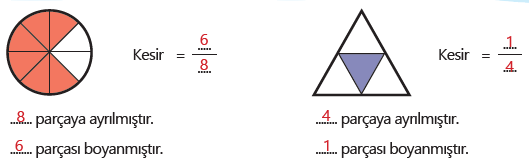 Kesir = 6/8
8 parçaya ayrılmıştır.
6 parçası boyanmıştır.
Kesir = 1/4
4 parçaya ayrılmıştır.
1 parçası boyanmıştır.